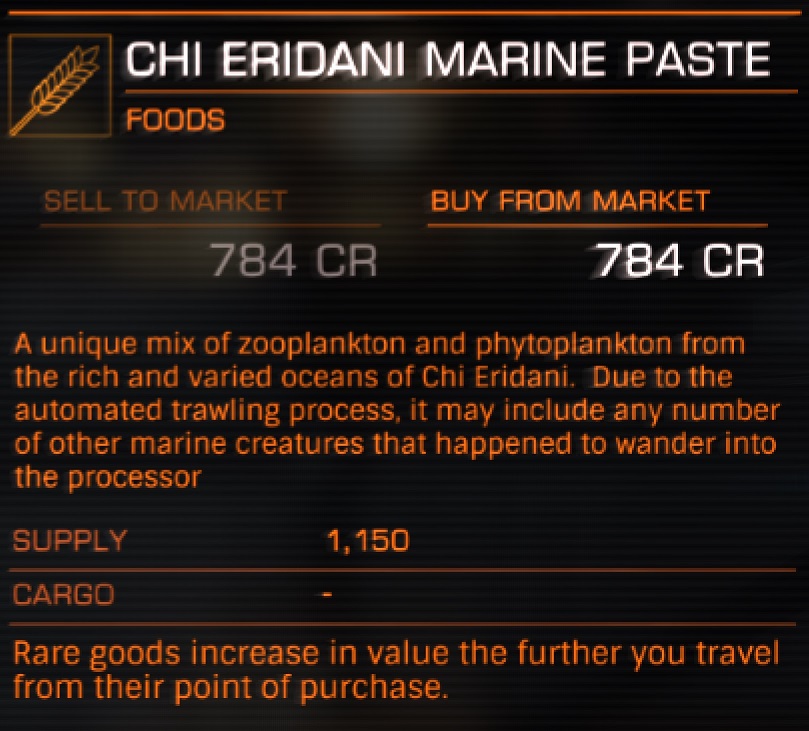 CHI ERIDANI MARINE PASTE
FOODS
SELL TO MARKET BUY FROM MARKET
784 CR 784 CR
A unique mix of zooplankton and phytoplankton from
the rich and varied oceans of Chi Eridani. Due to the
automated trawling process, it may include any number
of other marine creatures that happened to wander into
the processor
SUPPLY 1,150
CARGO -
Rare goods increase in value the further you travel
from their point of purchase.